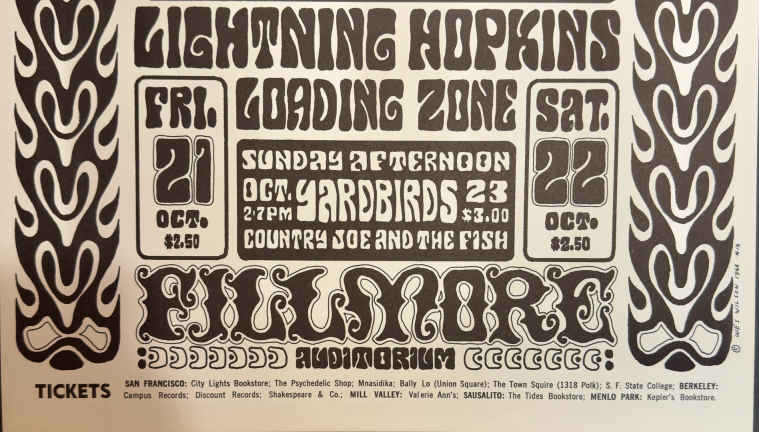 LIGHTNING HOPKINS
FRI. 21 OCT. $2.50
LOADING ZONE
SAT. 22 OCT. $2.50
SUNDAY AFTERNOON
OCT. 23
2-7PM
YARDBIRDS
$3.00
COUNTRY JOE AND THE FISH
FILLMORE
AUDITORIUM
© WES WILSON 1966
TICKETS
SAN FRANCISCO: City Lights Bookstore; The Psychedelic Shop; Mnasidika; Bally Lo (Union Square); The Town Squire (1318 Polk); S. F. State College; BERKELEY:
Campus Records; Discount Records; Shakespeare & Co.; MILL VALLEY: Valerie Ann's; SAUSALITO: The Tides Bookstore; MENLO PARK: Kepler's Bookstore.